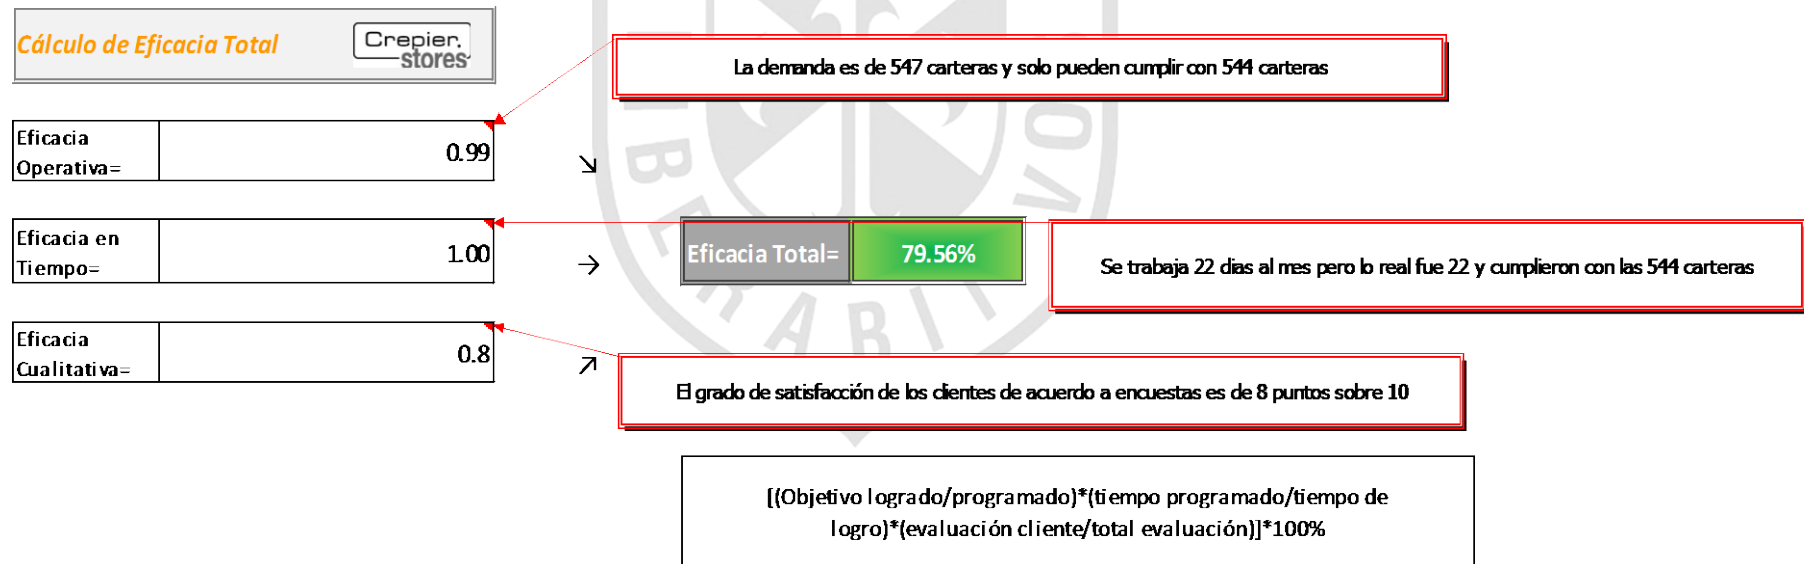 Cálculo de Eficacia Total
Crepier.
stores
La demanda es de 547 carteras y solo pueden cumplir con 544 carteras
Eficacia
Operativa=
0.99
Eficacia en
Tiempo=
1.00
Eficacia Total=
79.56%
Se trabaja 22 dias al mes pero lo real fue 22 y cumplieron con las 544 carteras
Eficacia
Cualitativa=
0.8
El grado de satisfacción de los clientes de acuerdo a encuestas es de 8 puntos sobre 10
[(Objetivo logrado/programado)*(tiempo programado/tiempo de
logro)*(evaluación cliente/total evaluación)]*100%